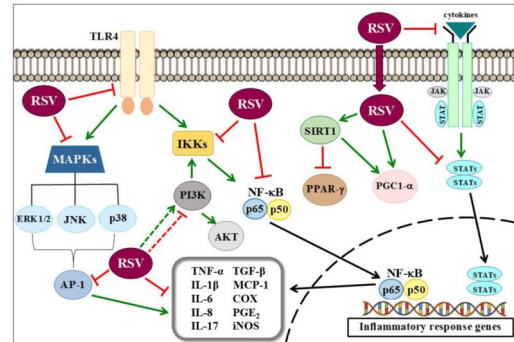 TLR4
RSV
cytokines
RSV
RSV
RSV
JAK
JAK
STAT
STAT
MAPKs
IKKs
SIRT1
STATs
STATs
ERK1/2
JNK
p38
PI3K
NF-κB
p65
p50
PPAR-γ
PGC1-α
AKT
RSV
AP-1
TNF-α TGF-β
IL-1β MCP-1
IL-6 COX
IL-8 PGE₂
IL-17 iNOS
NF-κB
p65
p50
STATs
STATs
Inflammatory response genes